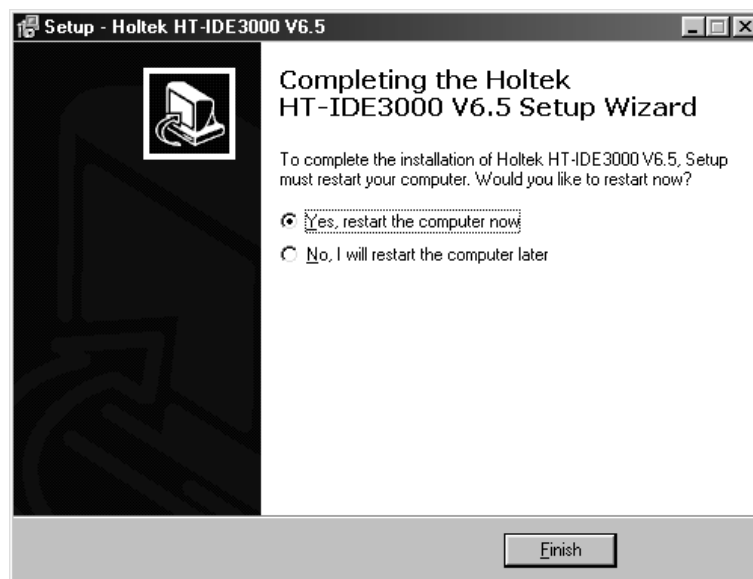 Setup - Holtek HT-IDE3000 V6.5
Completing the Holtek
HT-IDE3000 V6.5 Setup Wizard
To complete the installation of Holtek HT-IDE3000 V6.5, Setup
must restart your computer. Would you like to restart now?
Yes, restart the computer now
No, I will restart the computer later
Finish